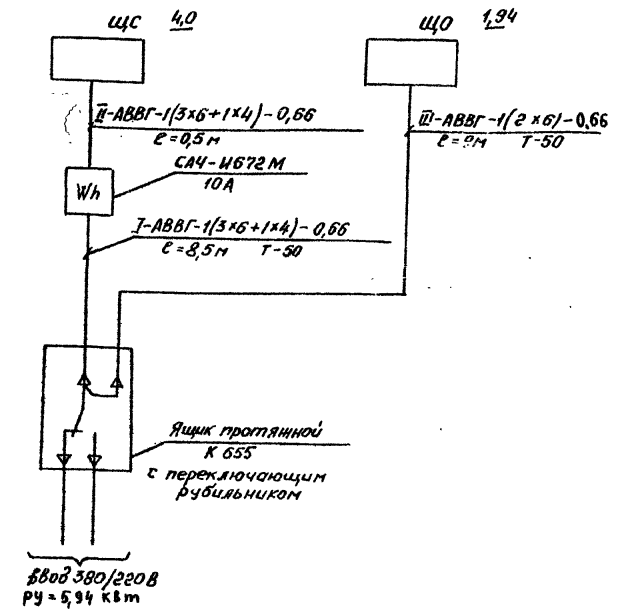 ЩС 4,0
ЩО 1,94
II-АВВГ-1(3×6+1×4)-0,66
ℓ=0,5м
III-АВВГ-1(2×6)-0,66
ℓ=9м Т-50
СА4-И672М
10А
Wh
I-АВВГ-1(3×6+1×4)-0,66
ℓ=8,5м Т-50
Ящик протяжной
К 655
с переключающим
рубильником
Ввод 380/220В
Ру=5,94 квт